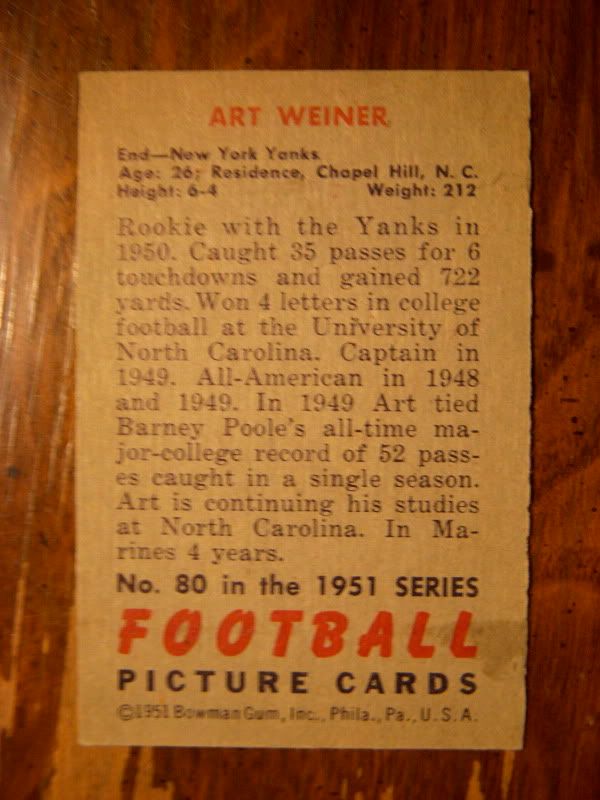 ART WEINER
End—New York Yanks
Age: 26; Residence, Chapel Hill, N. C.
Height: 6-4 Weight: 212
Rookie with the Yanks in
1950. Caught 35 passes for 6
touchdowns and gained 722
yards. Won 4 letters in college
football at the University of
North Carolina. Captain in
1949. All-American in 1948
and 1949. In 1949 Art tied
Barney Poole's all-time ma-
jor-college record of 52 pass-
es caught in a single season.
Art is continuing his studies
at North Carolina. In Ma-
rines 4 years.
No. 80 in the 1951 SERIES
FOOTBALL
PICTURE CARDS
©1951 Bowman Gum, Inc., Phila., Pa., U.S.A.